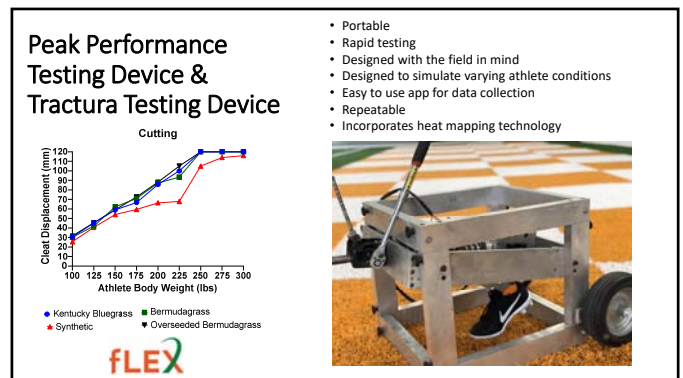 Peak Performance
Testing Device &
Tractura Testing Device
• Portable
• Rapid testing
• Designed with the field in mind
• Designed to simulate varying athlete conditions
• Easy to use app for data collection
• Repeatable
• Incorporates heat mapping technology
Cutting
Cleat Displacement (mm)
120
110
100
90
80
70
60
50
40
30
20
10
0
100 125 150 175 200 225 250 275 300
Athlete Body Weight (lbs)
Kentucky Bluegrass
Bermudagrass
Synthetic
Overseeded Bermudagrass
fLEX